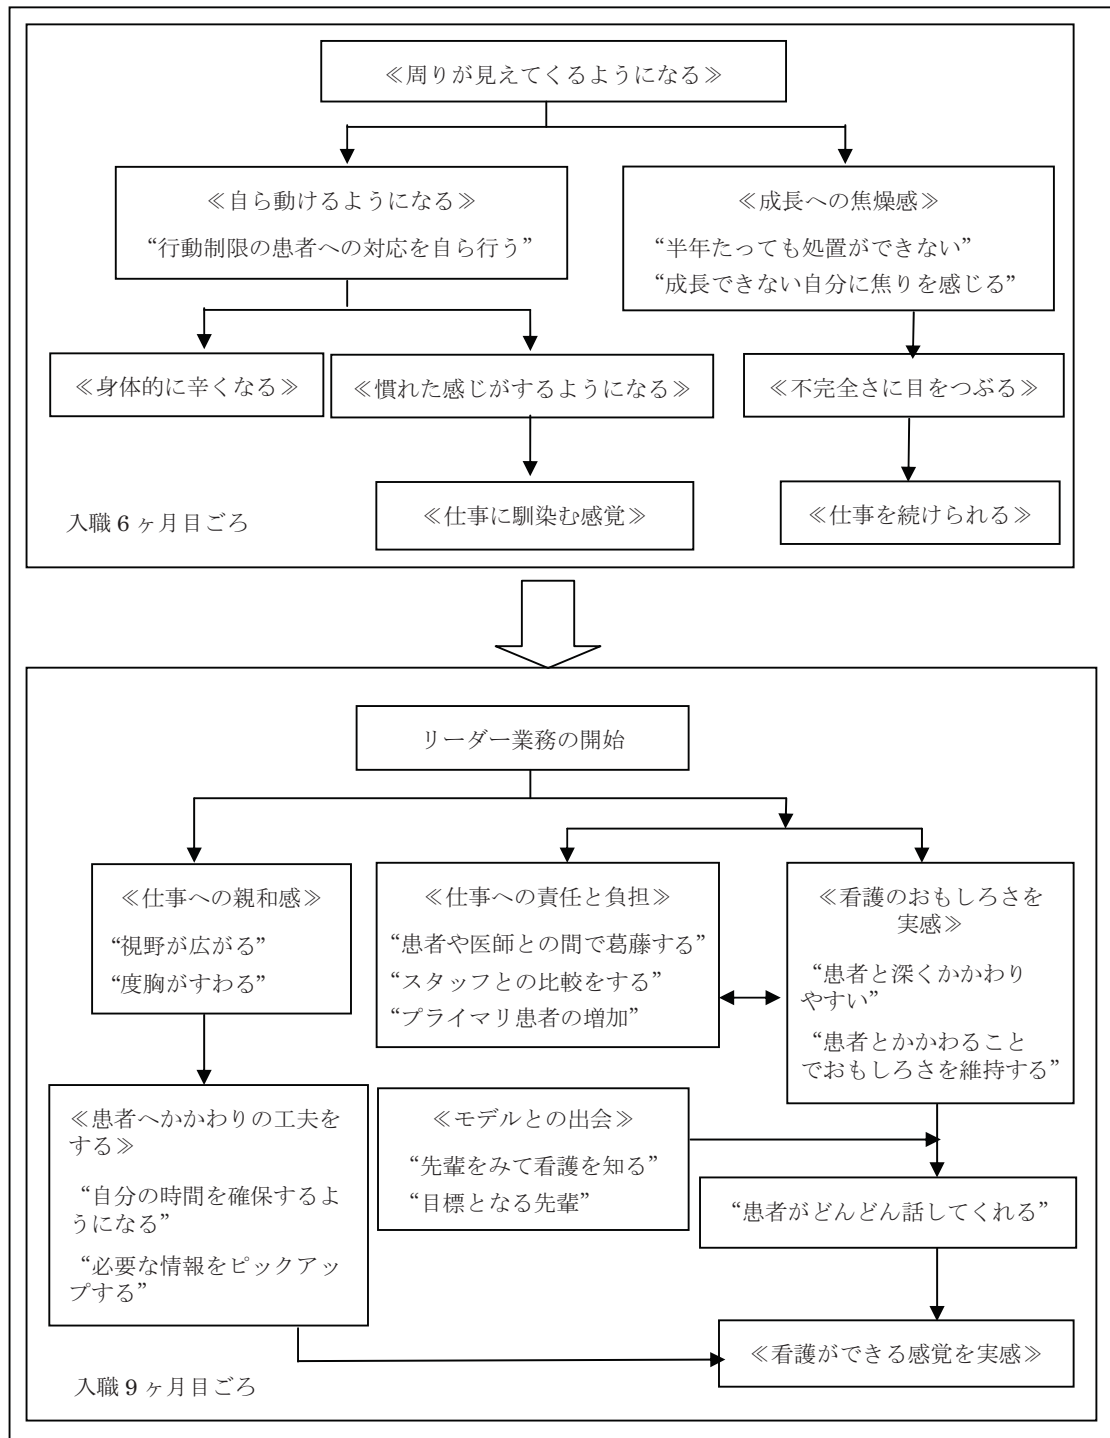 ≪周りが見えてくるようになる≫
≪自ら動けるようになる≫
“行動制限の患者への対応を自ら行う”
≪成長への焦燥感≫
“半年たっても処置ができない”
“成長できない自分に焦りを感じる”
≪身体的に辛くなる≫
≪慣れた感じがするようになる≫
≪不完全さに目をつぶる≫
≪仕事に馴染む感覚≫
≪仕事を続けられる≫
入職 6 ヶ月目ごろ
リーダー業務の開始
≪仕事への親和感≫
“視野が広がる”
“度胸がすわる”
≪仕事への責任と負担≫
“患者や医師との間で葛藤する”
“スタッフとの比較をする”
“プライマリ患者の増加”
≪看護のおもしろさを
実感≫
“患者と深くかかわり
やすい”
“患者とかかわること
でおもしろさを維持する”
≪患者へかかわりの工夫を
する≫
“自分の時間を確保するよ
うになる”
“必要な情報をピックアッ
プする”
≪モデルとの出会≫
“先輩をみて看護を知る”
“目標となる先輩”
“患者がどんどん話してくれる”
≪看護ができる感覚を実感≫
入職 9 ヶ月目ごろ